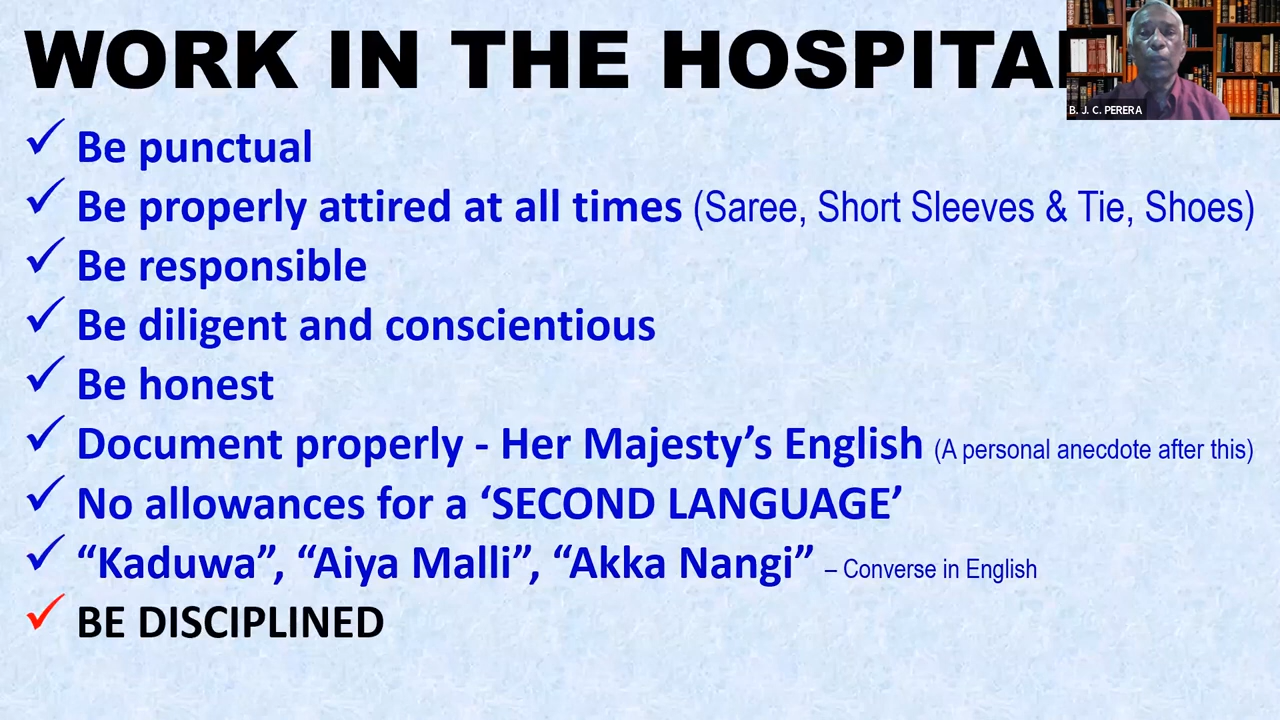 WORK IN THE HOSPITAL
B. J. C. PERERA
Be punctual
Be properly attired at all times (Saree, Short Sleeves & Tie, Shoes)
Be responsible
Be diligent and conscientious
Be honest
Document properly - Her Majesty’s English (A personal anecdote after this)
No allowances for a ‘SECOND LANGUAGE’
“Kaduwa”, “Aiya Malli”, “Akka Nangi” – Converse in English
BE DISCIPLINED